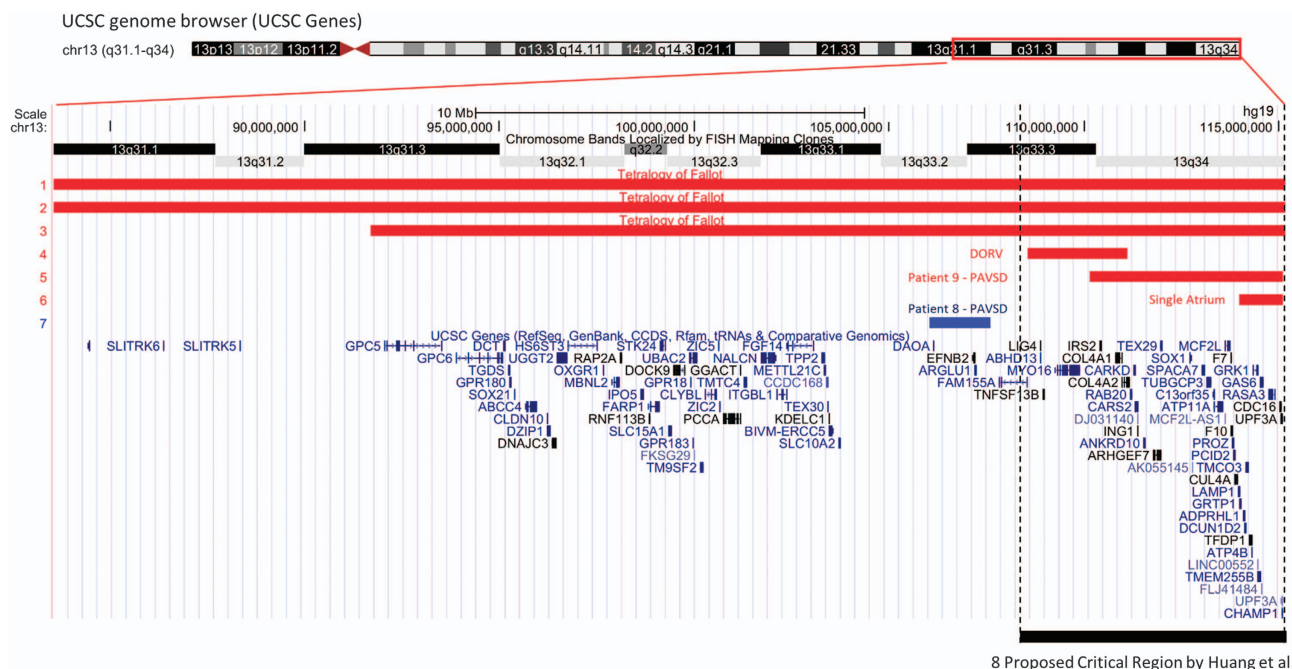 UCSC genome browser (UCSC Genes)
chr13 (q31.1-q34) 13p13 13p12 13p11.2 q13.3 q14.11 14.2 q14.3 q21.1 21.33 13q31.1 q31.3 13q34
Scale 10 Mb hg19
chr13: 90,000,000 95,000,000 100,000,000 105,000,000 110,000,000 115,000,000
Chromosome Bands Localized by FISH Mapping Clones
13q31.1 13q31.3 q32.2 13q33.1 13q33.3
13q31.2 13q32.1 13q32.3 13q33.2 13q34
Tetralogy of Fallot
1
Tetralogy of Fallot
2
Tetralogy of Fallot
3
4 DORV
5 Patient 9 - PAVSD
6 Single Atrium
7 Patient 8 - PAVSD
UCSC Genes (RefSeq, GenBank, CCDS, Rfam, tRNAs & Comparative Genomics)
SLITRK6 SLITRK5 GPC5 DCT HS6ST3 STK24 ZIC5 FGF14 DAOA LIG4 IRS2 TEX29 MCF2L
GPC6 UGGT2 RAP2A UBAC2 NALCN TPP2 EFNB2 ABHD13 COL4A1 SOX1 F7
TGDS OXGR1 DOCK9 GGACT METTL21C ARGLU1 MYO16 CARKD SPACA7 GRK1
GPR180 MBNL2 GPR18 TMTC4 CCDC168 FAM155A COL4A2 TUBGCP3 GAS6
SOX21 IPO5 CLYBL ITGBL1 TNFSF13B RAB20 C13orf35 RASA3
ABCC4 FARP1 ZIC2 TEX30 CARS2 ATP11A CDC16
CLDN10 RNF113B PCCA KDELC1 DJ031140 MCF2L-AS1 UPF3A
DZIP1 SLC15A1 BIVM-ERCC5 ING1 F10
DNAJC3 GPR183 SLC10A2 ANKRD10 PROZ
FKSG29 ARHGEF7 PCID2
TM9SF2 AK055145 TMCO3
CUL4A
LAMP1
GRTP1
ADPRHL1
DCUN1D2
TFDP1
ATP4B
LINC00552
TMEM255B
FLJ41484
UPF3A
CHAMP1
8 Proposed Critical Region by Huang et al